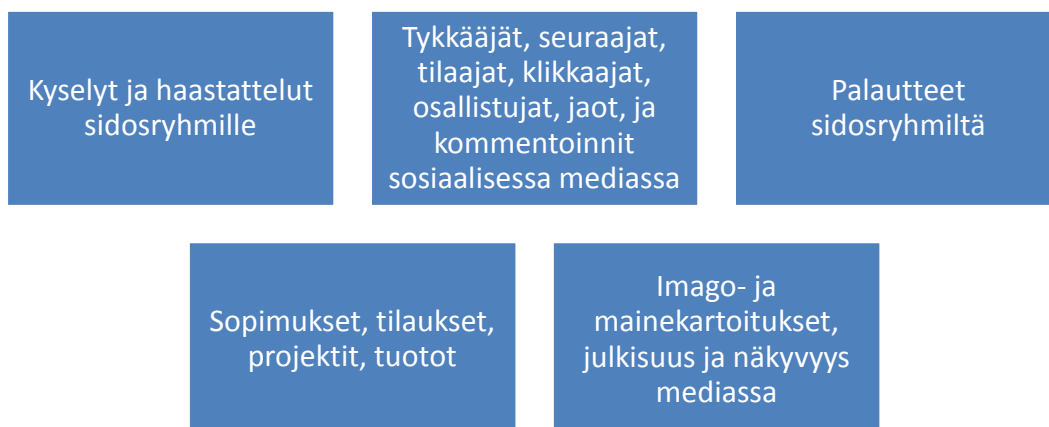 Kyselyt ja haastattelut
sidosryhmille
Tykkääjät, seuraajat,
tilaajat, klikkaajat,
osallistujat, jaot, ja
kommentoinnit
sosiaalisessa mediassa
Palautteet
sidosryhmiltä
Sopimukset, tilaukset,
projektit, tuotot
Imago- ja
mainekartoitukset,
julkisuus ja näkyvyys
mediassa